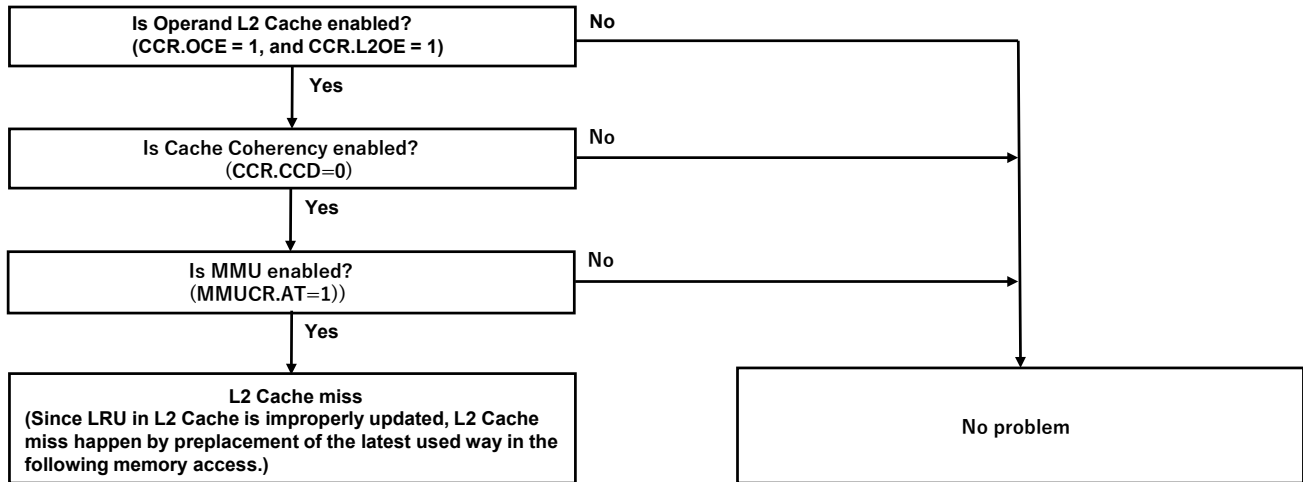 Is Operand L2 Cache enabled?
(CCR.OCE = 1, and CCR.L2OE = 1)
No
Yes
Is Cache Coherency enabled?
(CCR.CCD=0)
No
Yes
Is MMU enabled?
(MMUCR.AT=1))
No
Yes
L2 Cache miss
(Since LRU in L2 Cache is improperly updated, L2 Cache
miss happen by preplacement of the latest used way in the
following memory access.)
No problem